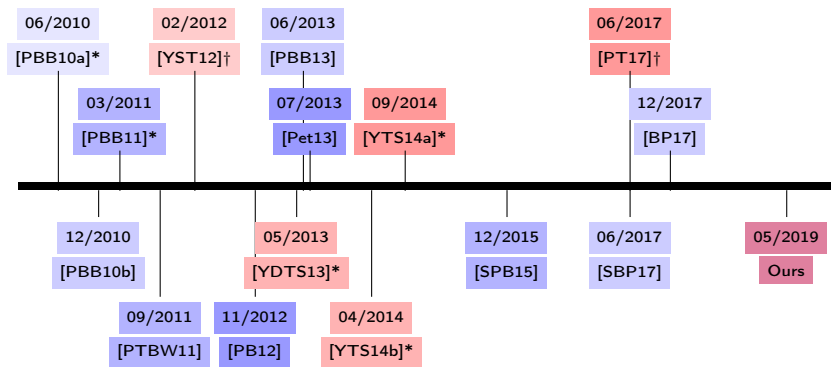 06/2010
[PBB10a]*
02/2012
[YST12]†
06/2013
[PBB13]
06/2017
[PT17]†
03/2011
[PBB11]*
07/2013
[Pet13]
09/2014
[YTS14a]*
12/2017
[BP17]
12/2010
[PBB10b]
05/2013
[YDTS13]*
12/2015
[SPB15]
06/2017
[SBP17]
05/2019
Ours
09/2011
[PTBW11]
11/2012
[PB12]
04/2014
[YTS14b]*